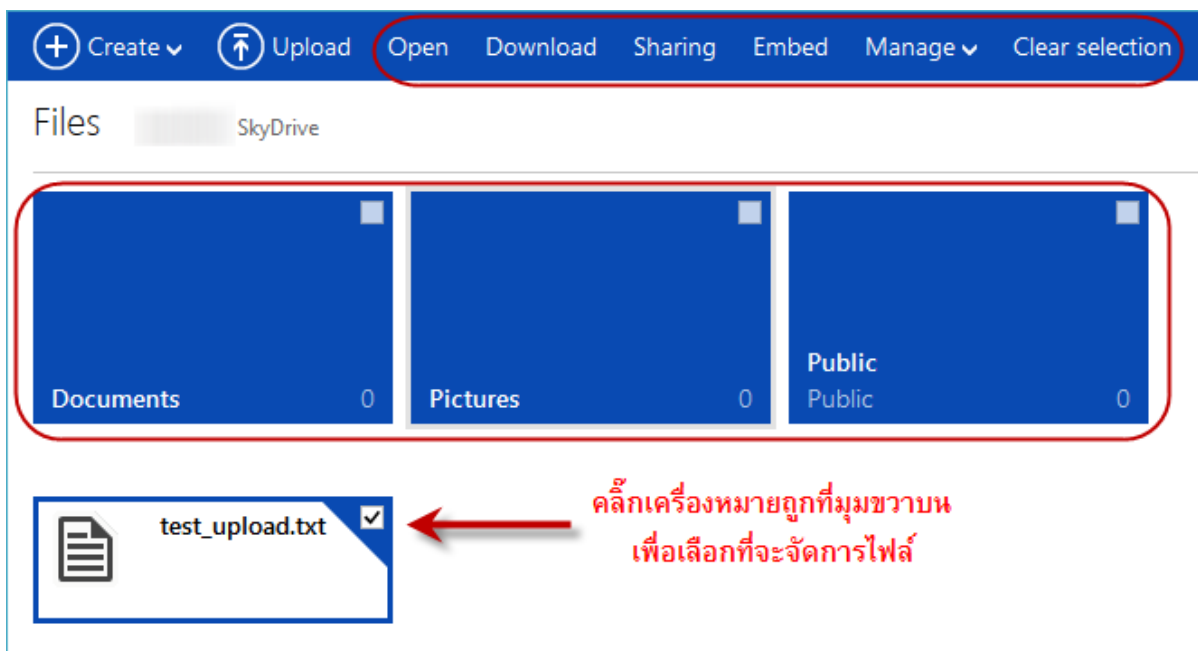 Create Upload Open Download Sharing Embed Manage Clear selection
Files SkyDrive
Public
Documents 0 Pictures 0 Public 0
test_upload.txt
คลิ๊กเครื่องหมายถูกที่มุมขวาบน
เพื่อเลือกที่จะจัดการไฟล์